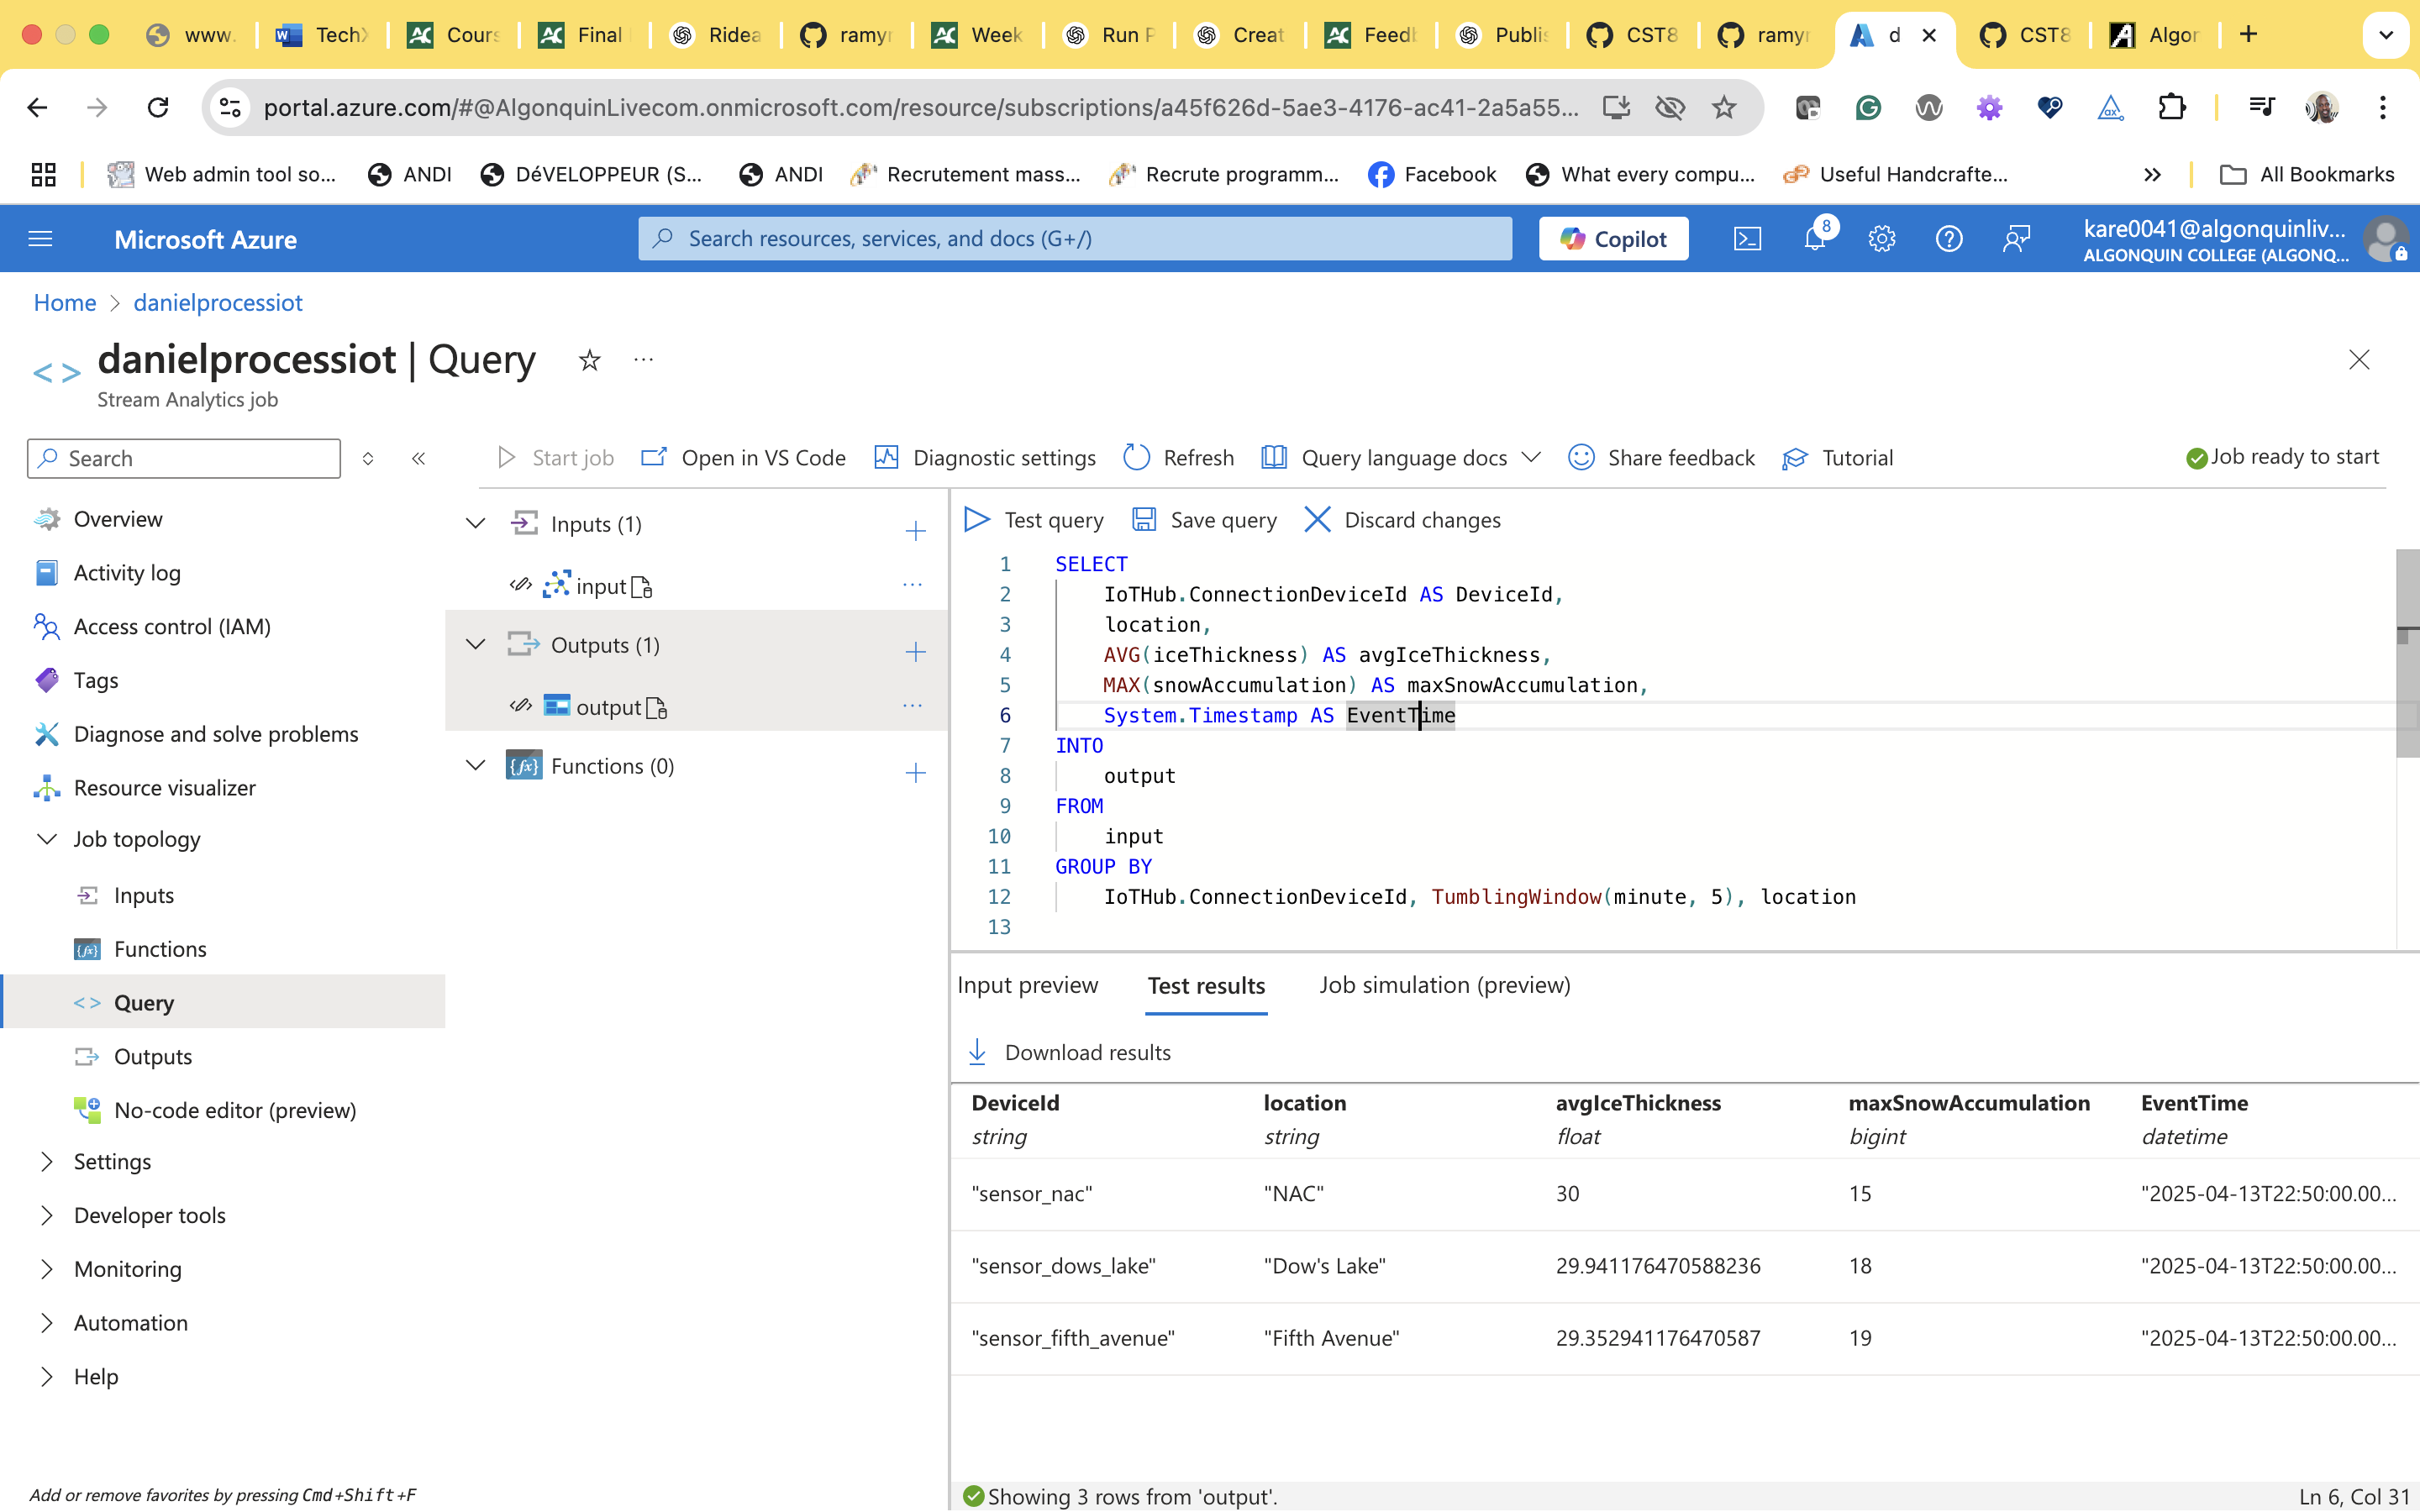 www.
TechX
Cours
Final
Ridea
ramyr
Week
Run P
Creat
Feedb
Publis
CST8
ramyr
d
CST8
Algor
portal.azure.com/#@AlgonquinLivecom.onmicrosoft.com/resource/subscriptions/a45f626d-5ae3-4176-ac41-2a5a55...
Web admin tool so...
ANDI
DéVELOPPEUR (S...
ANDI
Recrutement mass...
Recrute programm...
Facebook
What every compu...
Useful Handcrafte...
All Bookmarks
Microsoft Azure
Search resources, services, and docs (G+/)
Copilot
8
kare0041@algonquinliv...
ALGONQUIN COLLEGE (ALGONQ...
Home > danielprocessiot
danielprocessiot | Query
Stream Analytics job
Search
Start job
Open in VS Code
Diagnostic settings
Refresh
Query language docs
Share feedback
Tutorial
Job ready to start
Overview
Activity log
Access control (IAM)
Tags
Diagnose and solve problems
Resource visualizer
Job topology
Inputs
Functions
Query
Outputs
No-code editor (preview)
Settings
Developer tools
Monitoring
Automation
Help
Add or remove favorites by pressing Cmd+Shift+F
Inputs (1)
input
Outputs (1)
output
Functions (0)
Test query
Save query
Discard changes
1 SELECT
2 IoTHub.ConnectionDeviceId AS DeviceId,
3 location,
4 AVG(iceThickness) AS avgIceThickness,
5 MAX(snowAccumulation) AS maxSnowAccumulation,
6 System.Timestamp AS EventTime
7 INTO
8 output
9 FROM
10 input
11 GROUP BY
12 IoTHub.ConnectionDeviceId, TumblingWindow(minute, 5), location
13
Input preview
Test results
Job simulation (preview)
Download results
DeviceId location avgIceThickness maxSnowAccumulation EventTime
string string float bigint datetime
"sensor_nac" "NAC" 30 15 "2025-04-13T22:50:00.00...
"sensor_dows_lake" "Dow's Lake" 29.941176470588236 18 "2025-04-13T22:50:00.00...
"sensor_fifth_avenue" "Fifth Avenue" 29.352941176470587 19 "2025-04-13T22:50:00.00...
Showing 3 rows from 'output'.
Ln 6, Col 31